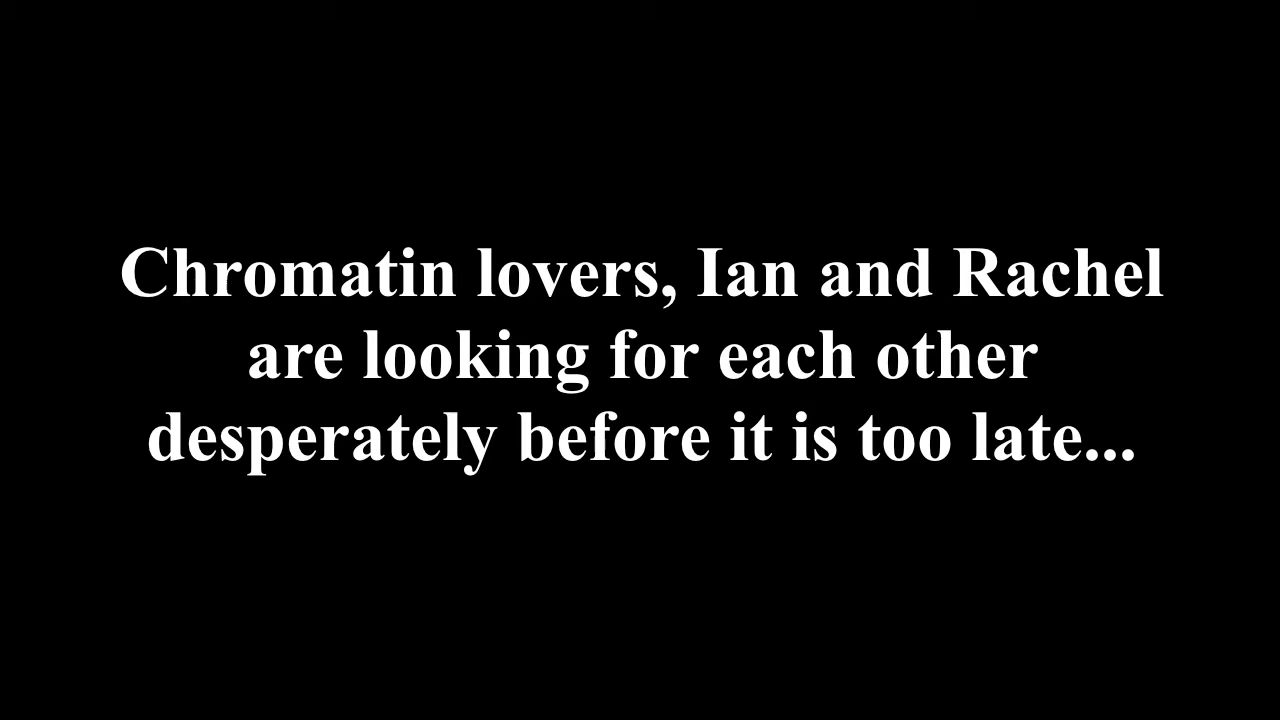 Chromatin lovers, Ian and Rachel
are looking for each other
desperately before it is too late...